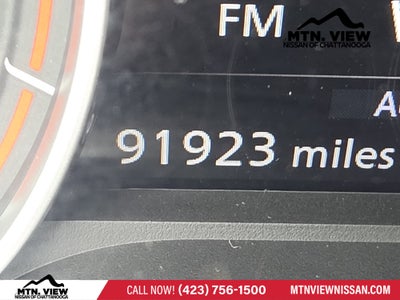 FM
MTN. VIEW
NISSAN OF CHATTANOOGA
91923 miles
MTN. VIEW
NISSAN OF CHATTANOOGA
CALL NOW! (423) 756-1500
MTNVIEWNISSAN.COM